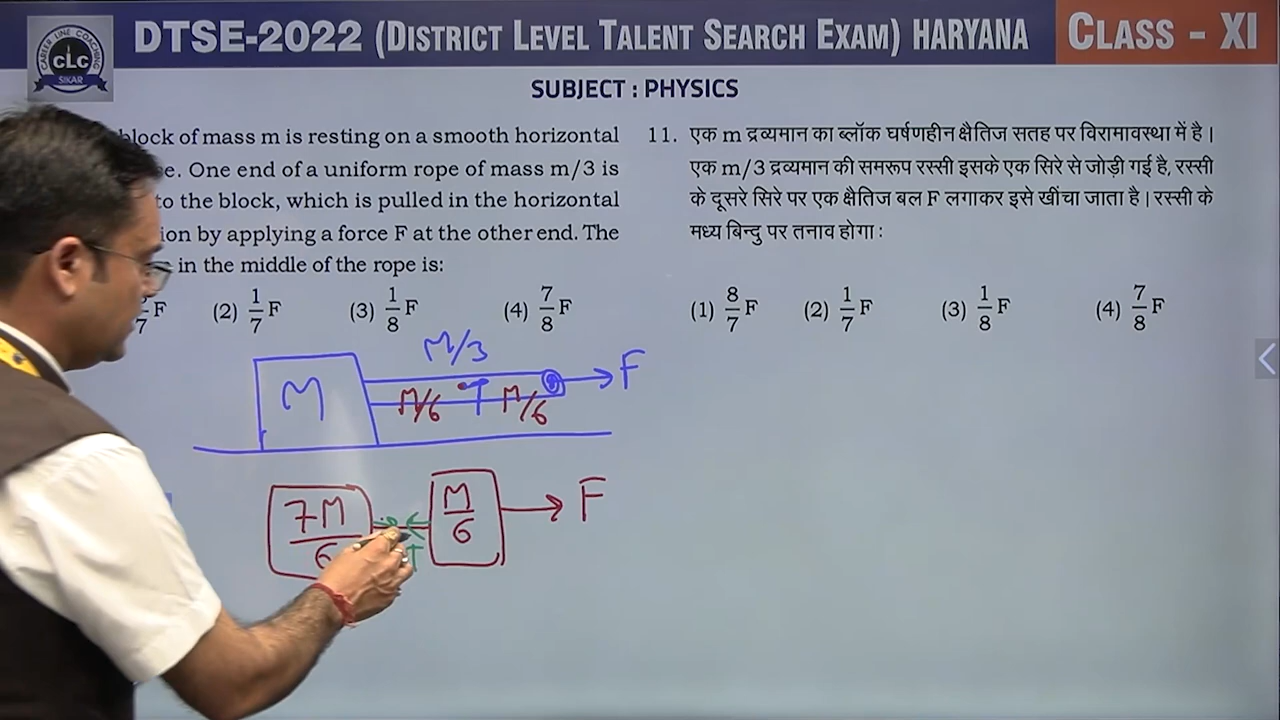 DTSE-2022 (DISTRICT LEVEL TALENT SEARCH EXAM) HARYANA
CLASS - XI
CAREER LINE COACHING
CLC
SIKAR
SUBJECT : PHYSICS
block of mass m is resting on a smooth horizontal
e. One end of a uniform rope of mass m/3 is
to the block, which is pulled in the horizontal
ion by applying a force F at the other end. The
in the middle of the rope is:
/7 F (2) 1/7 F (3) 1/8 F (4) 7/8 F
11. एक m द्रव्यमान का ब्लॉक घर्षणहीन क्षैतिज सतह पर विरामावस्था में है।
एक m/3 द्रव्यमान की समरूप रस्सी इसके एक सिरे से जोड़ी गई है, रस्सी
के दूसरे सिरे पर एक क्षैतिज बल F लगाकर इसे खींचा जाता है। रस्सी के
मध्य बिन्दु पर तनाव होगा :
(1) 8/7 F (2) 1/7 F (3) 1/8 F (4) 7/8 F
M/3
M
M/6 T M/6
F
7M/6
T
M/6
F